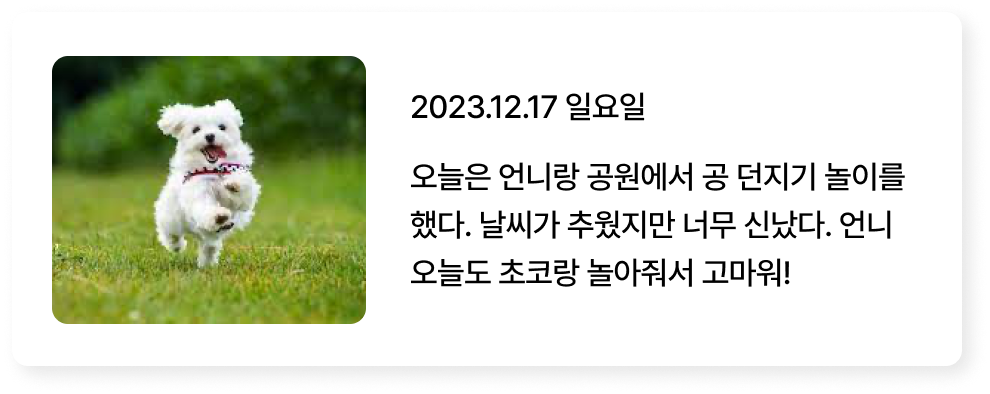 2023.12.17 일요일
오늘은 언니랑 공원에서 공 던지기 놀이를
했다. 날씨가 추웠지만 너무 신났다. 언니
오늘도 초코랑 놀아줘서 고마워!